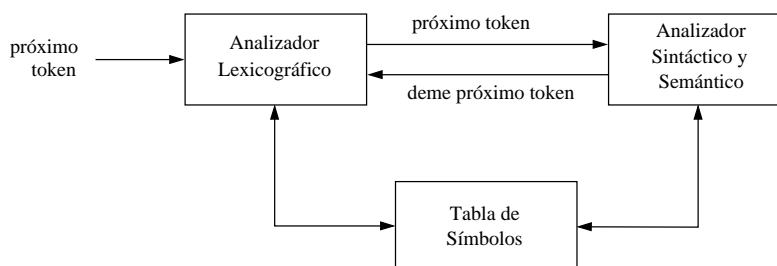 próximo
token
Analizador
Lexicográfico
próximo token
deme próximo token
Analizador
Sintáctico y
Semántico
Tabla de
Símbolos